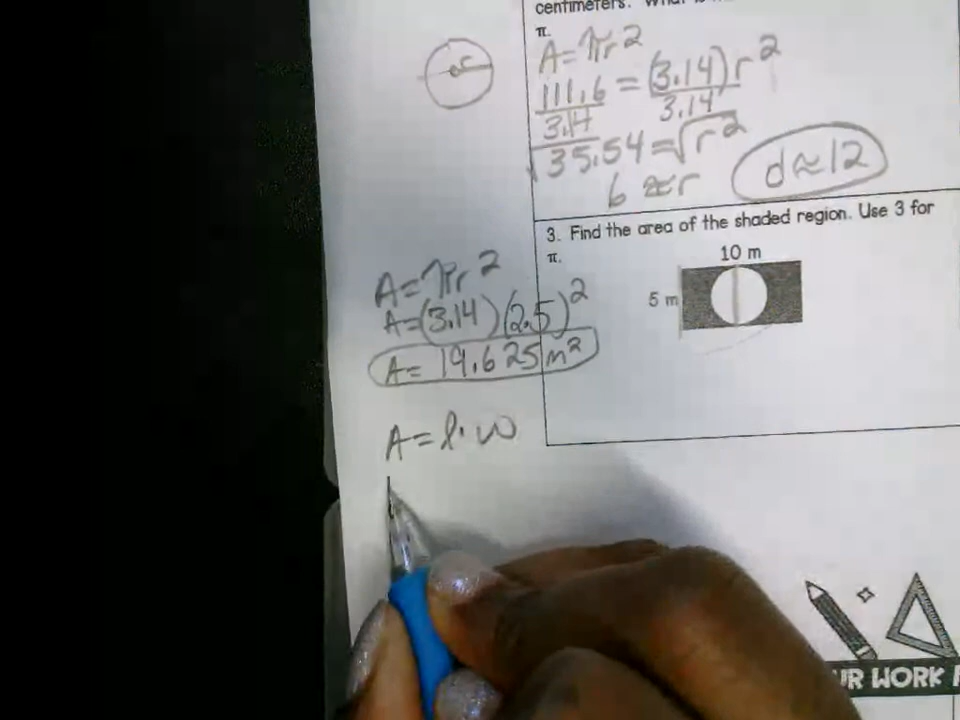 centimeters.
π.
A=πr²
111.6 = (3.14)r²
3.14 3.14
√35.54 = √r²
6 ≈ r
d≈12
r
3. Find the area of the shaded region. Use 3 for
π.
10 m
5 m
A=πr²
A=(3.14)(2.5)²
A= 19.625m²
A = l·w
UR WORK